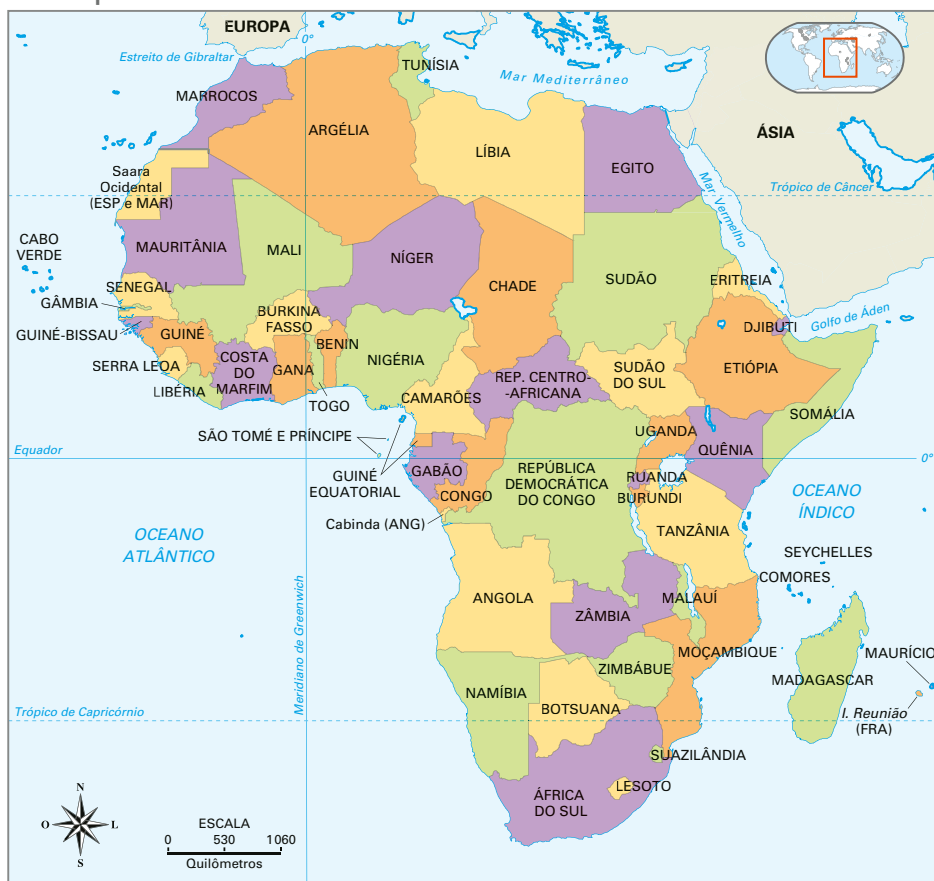 EUROPA
0°
Estreito de Gibraltar
TUNÍSIA
Mar Mediterrâneo
MARROCOS
ARGÉLIA
ÁSIA
LÍBIA
EGITO
Saara
Ocidental
(ESP e MAR)
Trópico de Câncer
Mar Vermelho
CABO
VERDE
MAURITÂNIA
MALI
NÍGER
CHADE
SUDÃO
ERITREIA
SENEGAL
GÂMBIA
BURKINA
FASSO
DJIBUTI
Golfo de Áden
GUINÉ-BISSAU
GUINÉ
BENIN
NIGÉRIA
SERRA LEOA
COSTA
DO
MARFIM
GANA
REP. CENTRO-
-AFRICANA
SUDÃO
DO SUL
ETIÓPIA
LIBÉRIA
TOGO
CAMARÕES
SOMÁLIA
SÃO TOMÉ E PRÍNCIPE
UGANDA
QUÊNIA
Equador
0°
GUINÉ
EQUATORIAL
GABÃO
CONGO
REPÚBLICA
DEMOCRÁTICA
DO CONGO
RUANDA
BURUNDI
OCEANO
ÍNDICO
Cabinda (ANG)
TANZÂNIA
OCEANO
ATLÂNTICO
SEYCHELLES
COMORES
ANGOLA
ZÂMBIA
MALAUÍ
Meridiano de Greenwich
MOÇAMBIQUE
MAURÍCIO
ZIMBÁBUE
MADAGASCAR
NAMÍBIA
BOTSUANA
I. Reunião
(FRA)
Trópico de Capricórnio
SUAZILÂNDIA
LESOTO
ÁFRICA
DO SUL
N
O
L
S
ESCALA
0 530 1060
Quilômetros